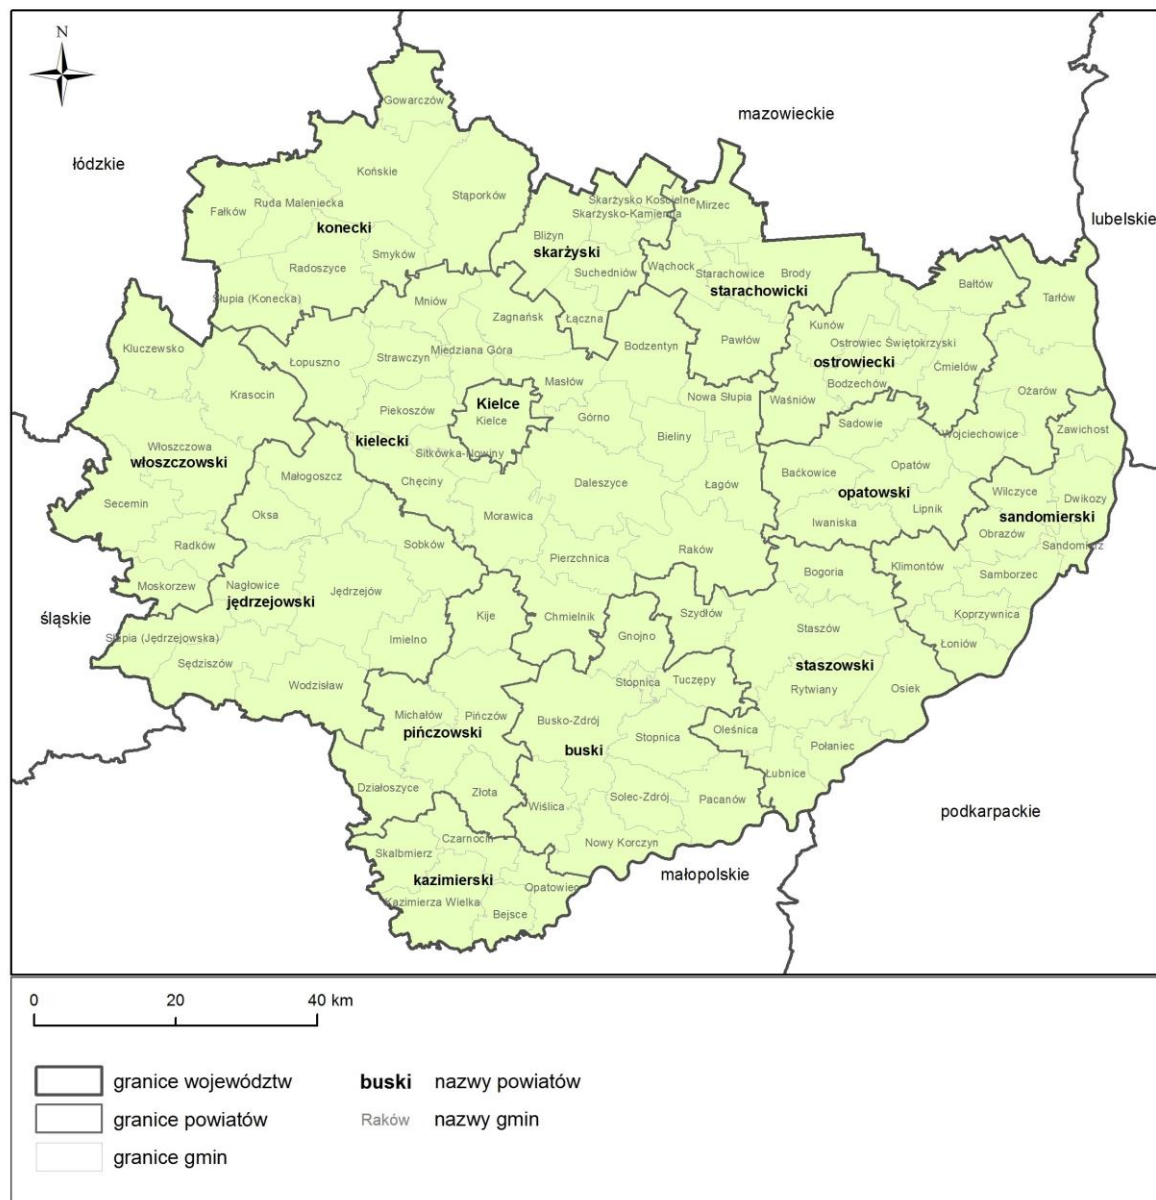 N
mazowieckie
łódzkie
lubelskie
Gowarczów
Końskie
Stąporków
Fałków
Ruda Maleniecka
konecki
Smyków
Radoszyce
Słupia (Konecka)
Skarżysko Kościelne
Skarżysko-Kamienna
Mirzec
Bliżyn
skarżyski
Suchedniów
Wąchock
Starachowice
Brody
starachowicki
Bałtów
Tarłów
Mniów
Zagnańsk
Łączna
Bodzentyn
Pawłów
Kunów
Ostrowiec Świętokrzyski
ostrowiecki
Ćmielów
Bodzechów
Waśniów
Ożarów
Kluczewsko
Łopuszno
Strawczyn
Miedziana Góra
Masłów
Nowa Słupia
Krasocin
Piekoszów
Kielce
Kielce
Górno
Bieliny
Sadowie
Wojciechowice
Zawichost
kielecki
Sitkówka-Nowiny
Włoszczowa
włoszczowski
Małogoszcz
Chęciny
Daleszyce
Łagów
Baćkowice
Opatów
opatowski
Lipnik
Iwaniska
Wilczyce
Dwikozy
sandomierski
Obrazów
Sandomierz
Secemin
Oksa
Morawica
Radków
Sobków
Pierzchnica
Raków
Bogoria
Klimontów
Samborzec
Moskorzew
Nagłowice
Jędrzejów
jędrzejowski
śląskie
Kije
Chmielnik
Szydłów
Gnojno
Staszów
Koprzywnica
Łoniów
Słupia (Jędrzejowska)
Imielno
Sędziszów
Wodzisław
staszowski
Stopnica
Tuczępy
Rytwiany
Osiek
Michałów
Pińczów
pińczowski
Busko-Zdrój
buski
Stopnica
Oleśnica
Połaniec
Łubnice
Działoszyce
Złota
Wiślica
Solec-Zdrój
Pacanów
podkarpackie
Czarnocin
Skalbmierz
Nowy Korczyn
kazimierski
małopolskie
Kazimierza Wielka
Opatowiec
Bejsce
0 20 40 km
granice województw
buski nazwy powiatów
granice powiatów
Raków nazwy gmin
granice gmin